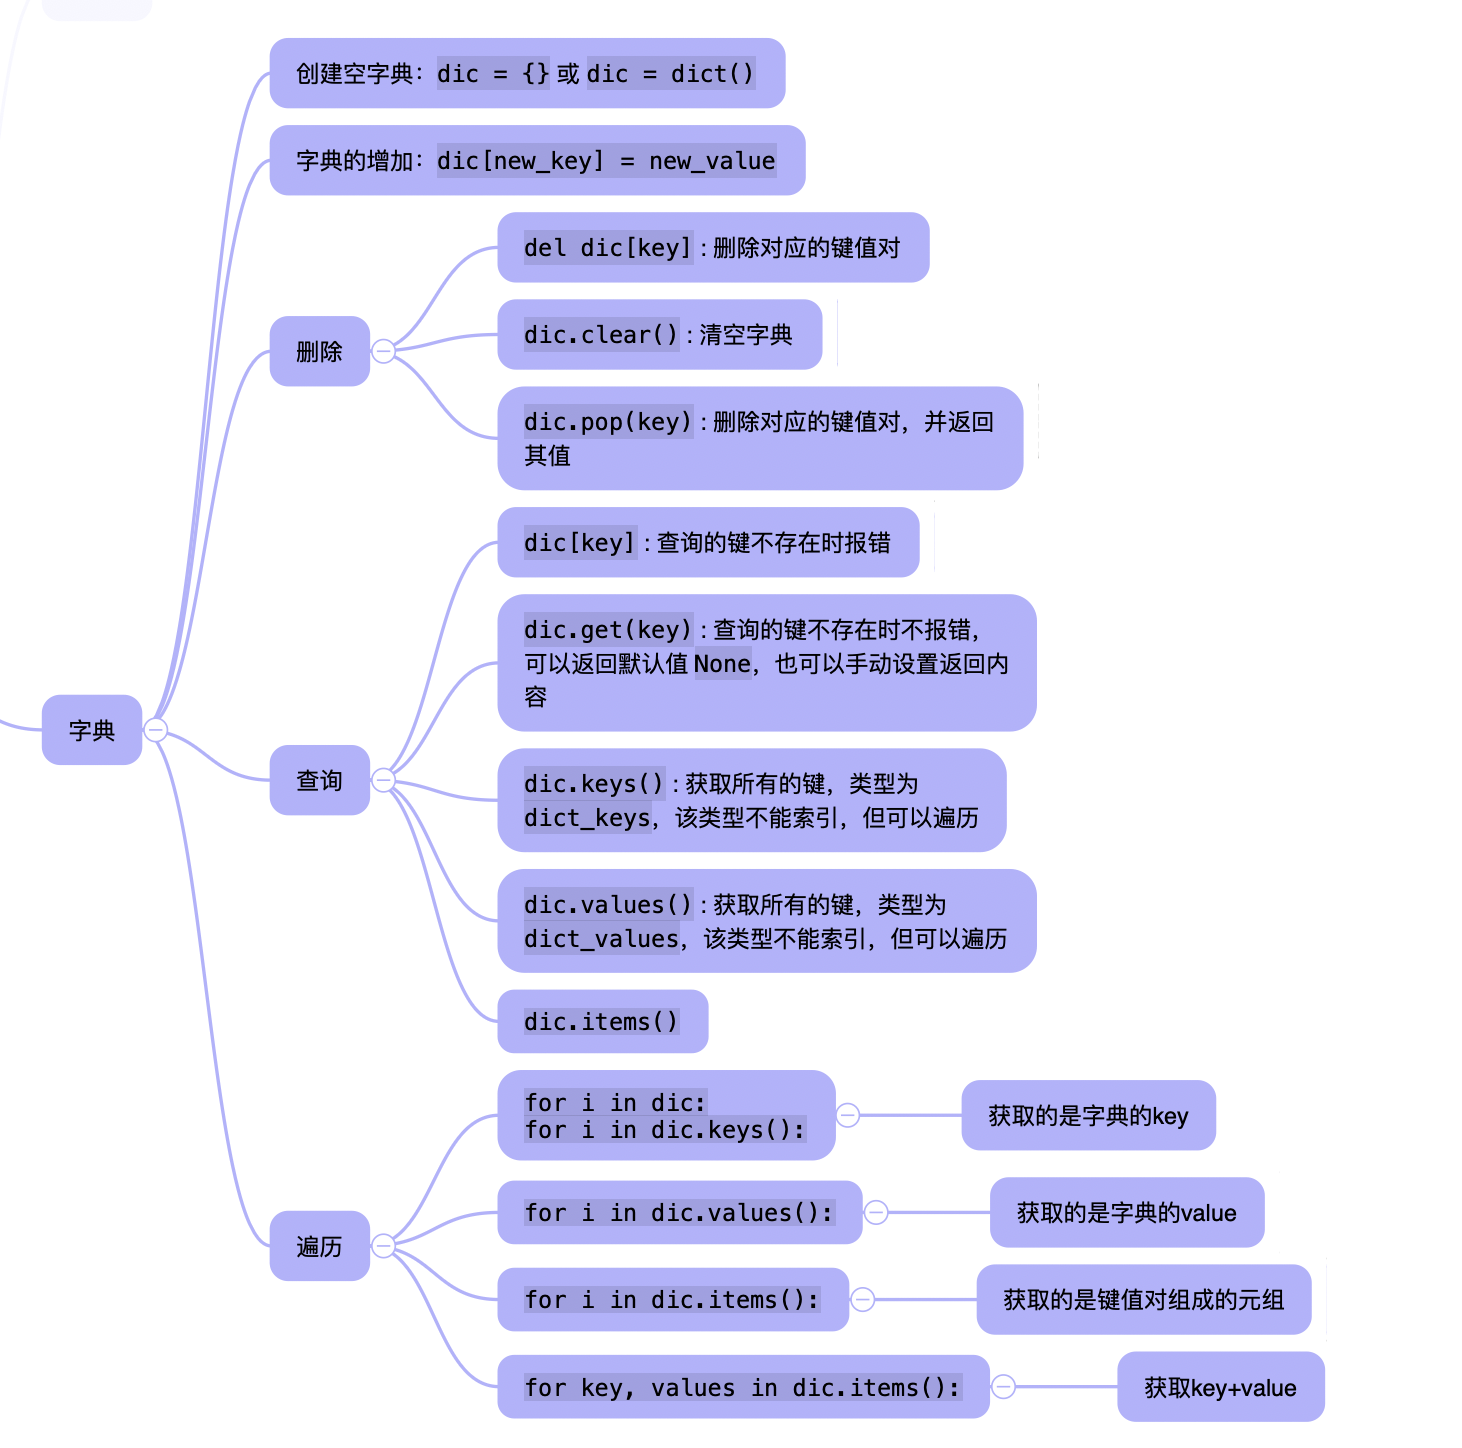 创建空字典：dic = {} 或 dic = dict()
字典的增加：dic[new_key] = new_value
删除
del dic[key] : 删除对应的键值对
dic.clear() : 清空字典
dic.pop(key) : 删除对应的键值对，并返回
其值
字典
查询
dic[key] : 查询的键不存在时报错
dic.get(key) : 查询的键不存在时不报错，
可以返回默认值 None，也可以手动设置返回内
容
dic.keys() : 获取所有的键，类型为
dict_keys，该类型不能索引，但可以遍历
dic.values() : 获取所有的键，类型为
dict_values，该类型不能索引，但可以遍历
dic.items()
遍历
for i in dic:
for i in dic.keys():
获取的是字典的key
for i in dic.values():
获取的是字典的value
for i in dic.items():
获取的是键值对组成的元组
for key, values in dic.items():
获取key+value